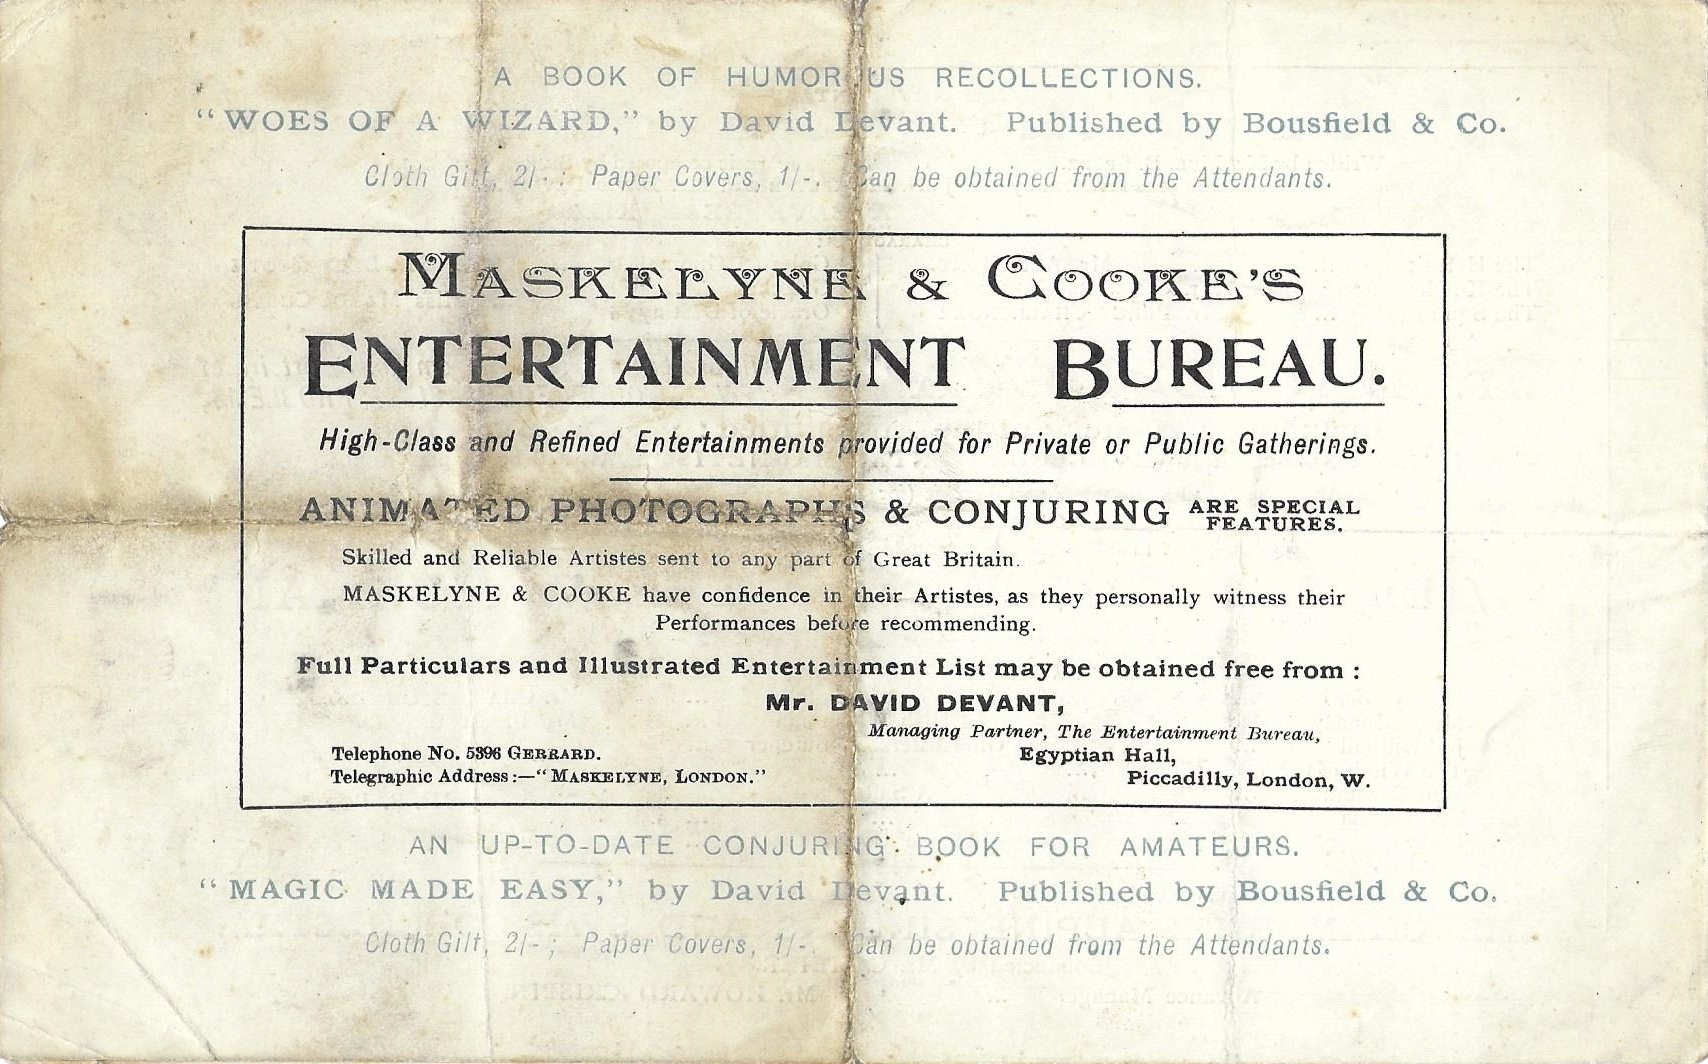 A BOOK OF HUMOROUS RECOLLECTIONS.
"WOES OF A WIZARD," by David Devant. Published by Bousfield & Co.
Cloth Gilt, 2/-; Paper Covers, 1/-. Can be obtained from the Attendants.
MASKELYNE & COOKE'S
ENTERTAINMENT BUREAU.
High-Class and Refined Entertainments provided for Private or Public Gatherings.
ANIMATED PHOTOGRAPHS & CONJURING ARE SPECIAL
FEATURES.
Skilled and Reliable Artistes sent to any part of Great Britain.
MASKELYNE & COOKE have confidence in their Artistes, as they personally witness their
Performances before recommending.
Full Particulars and Illustrated Entertainment List may be obtained free from :
Mr. DAVID DEVANT,
Managing Partner, The Entertainment Bureau,
Telephone No. 5396 GERRARD. Egyptian Hall,
Telegraphic Address:—"MASKELYNE, LONDON." Piccadilly, London, W.
AN UP-TO-DATE CONJURING BOOK FOR AMATEURS.
"MAGIC MADE EASY," by David Devant. Published by Bousfield & Co.
Cloth Gilt, 2/-; Paper Covers, 1/-. Can be obtained from the Attendants.